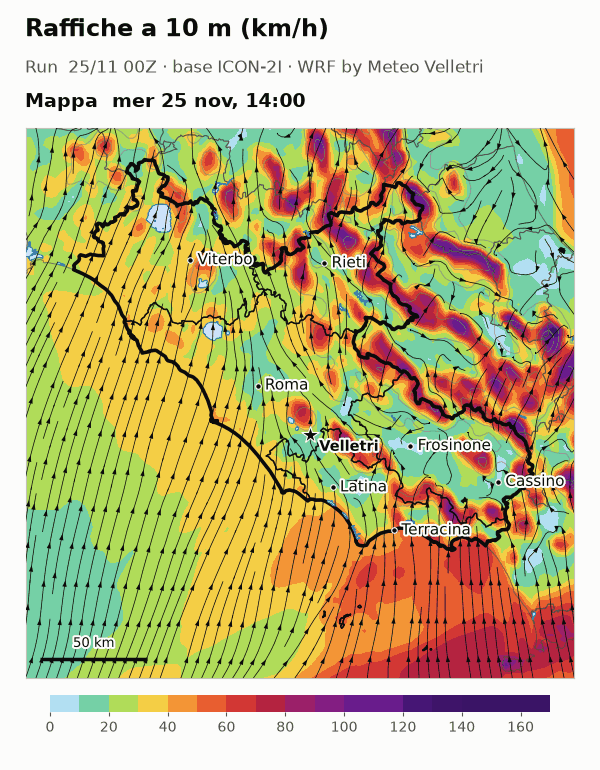 Raffiche a 10 m (km/h)
Run  25/11 00Z · base ICON-2I · WRF by Meteo Velletri
Mappa  mer 25 nov, 14:00
Viterbo
Rieti
Roma
Velletri
Frosinone
Cassino
Latina
Terracina
50 km
0 20 40 60 80 100 120 140 160